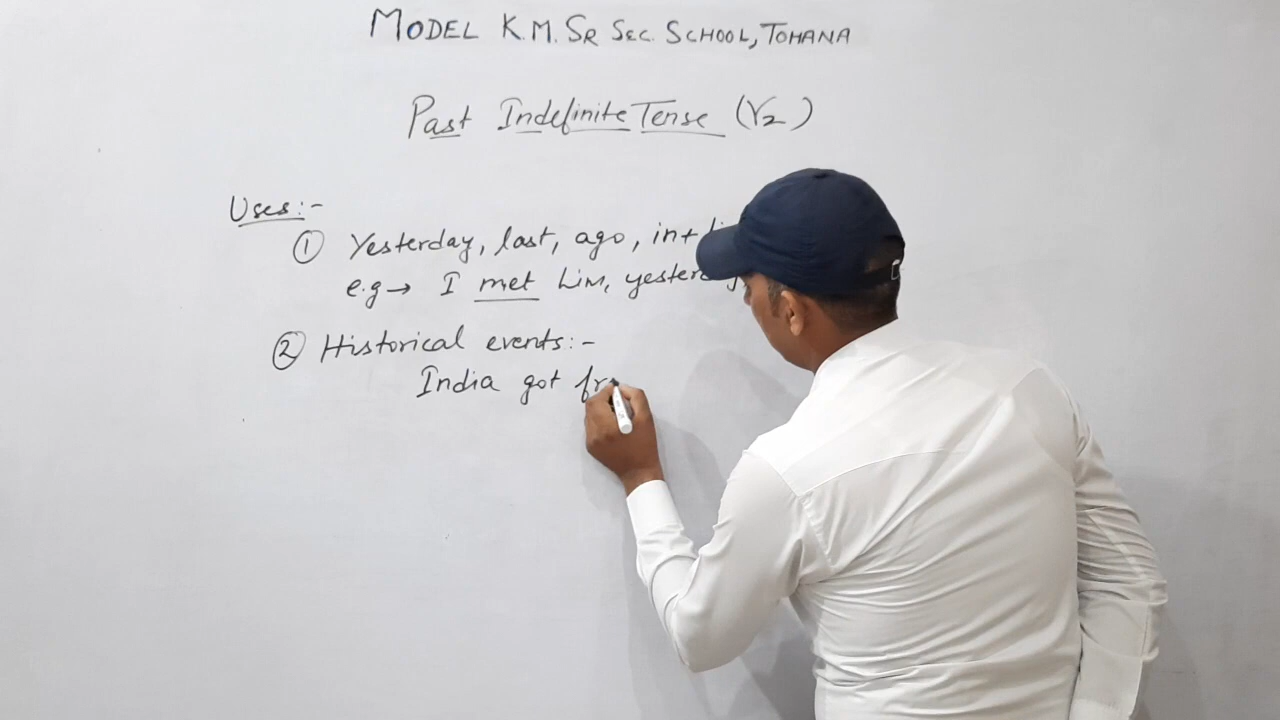 MODEL K.M. SR SEC. SCHOOL, TOHANA
Past Indefinite Tense (V2)
Uses:-
① Yesterday, last, ago, in+
e.g→ I met him, yester
② Historical events:-
India got fr